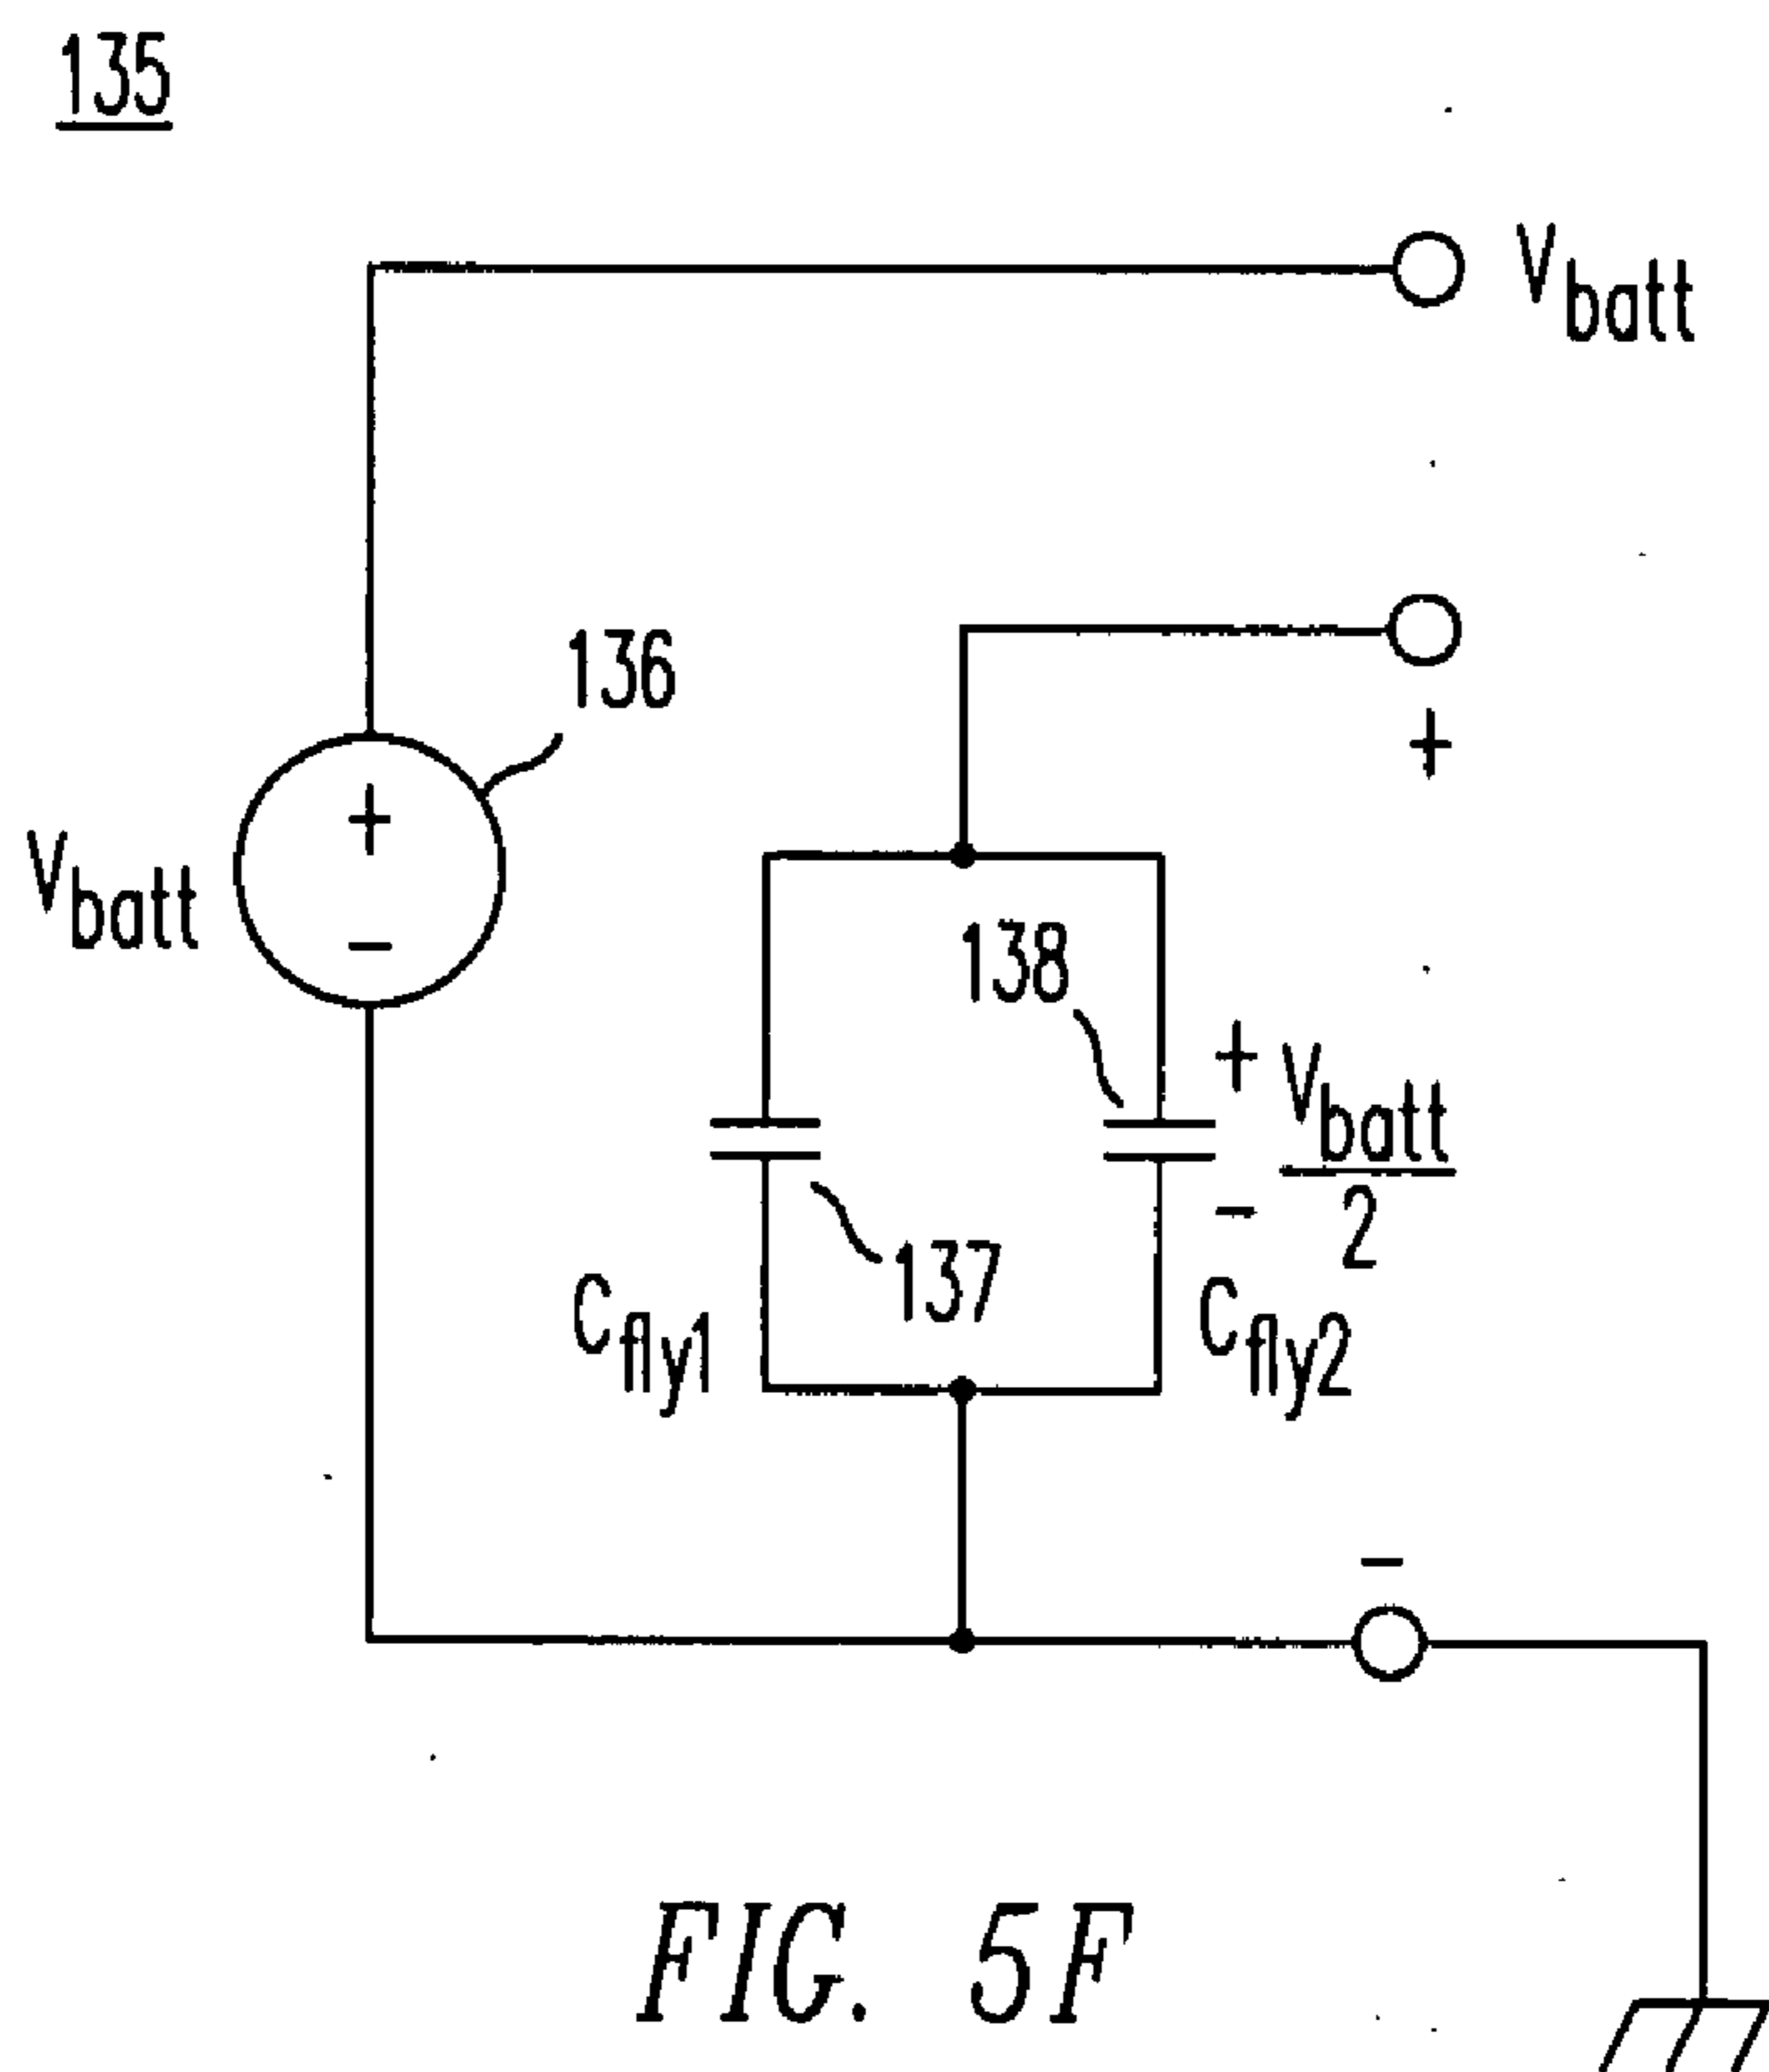 135
Vbatt
136
+
+
Vbatt
-
138
+
Vbatt
2
-
137
Cfly1
Cfly2
-
FIG. 5F